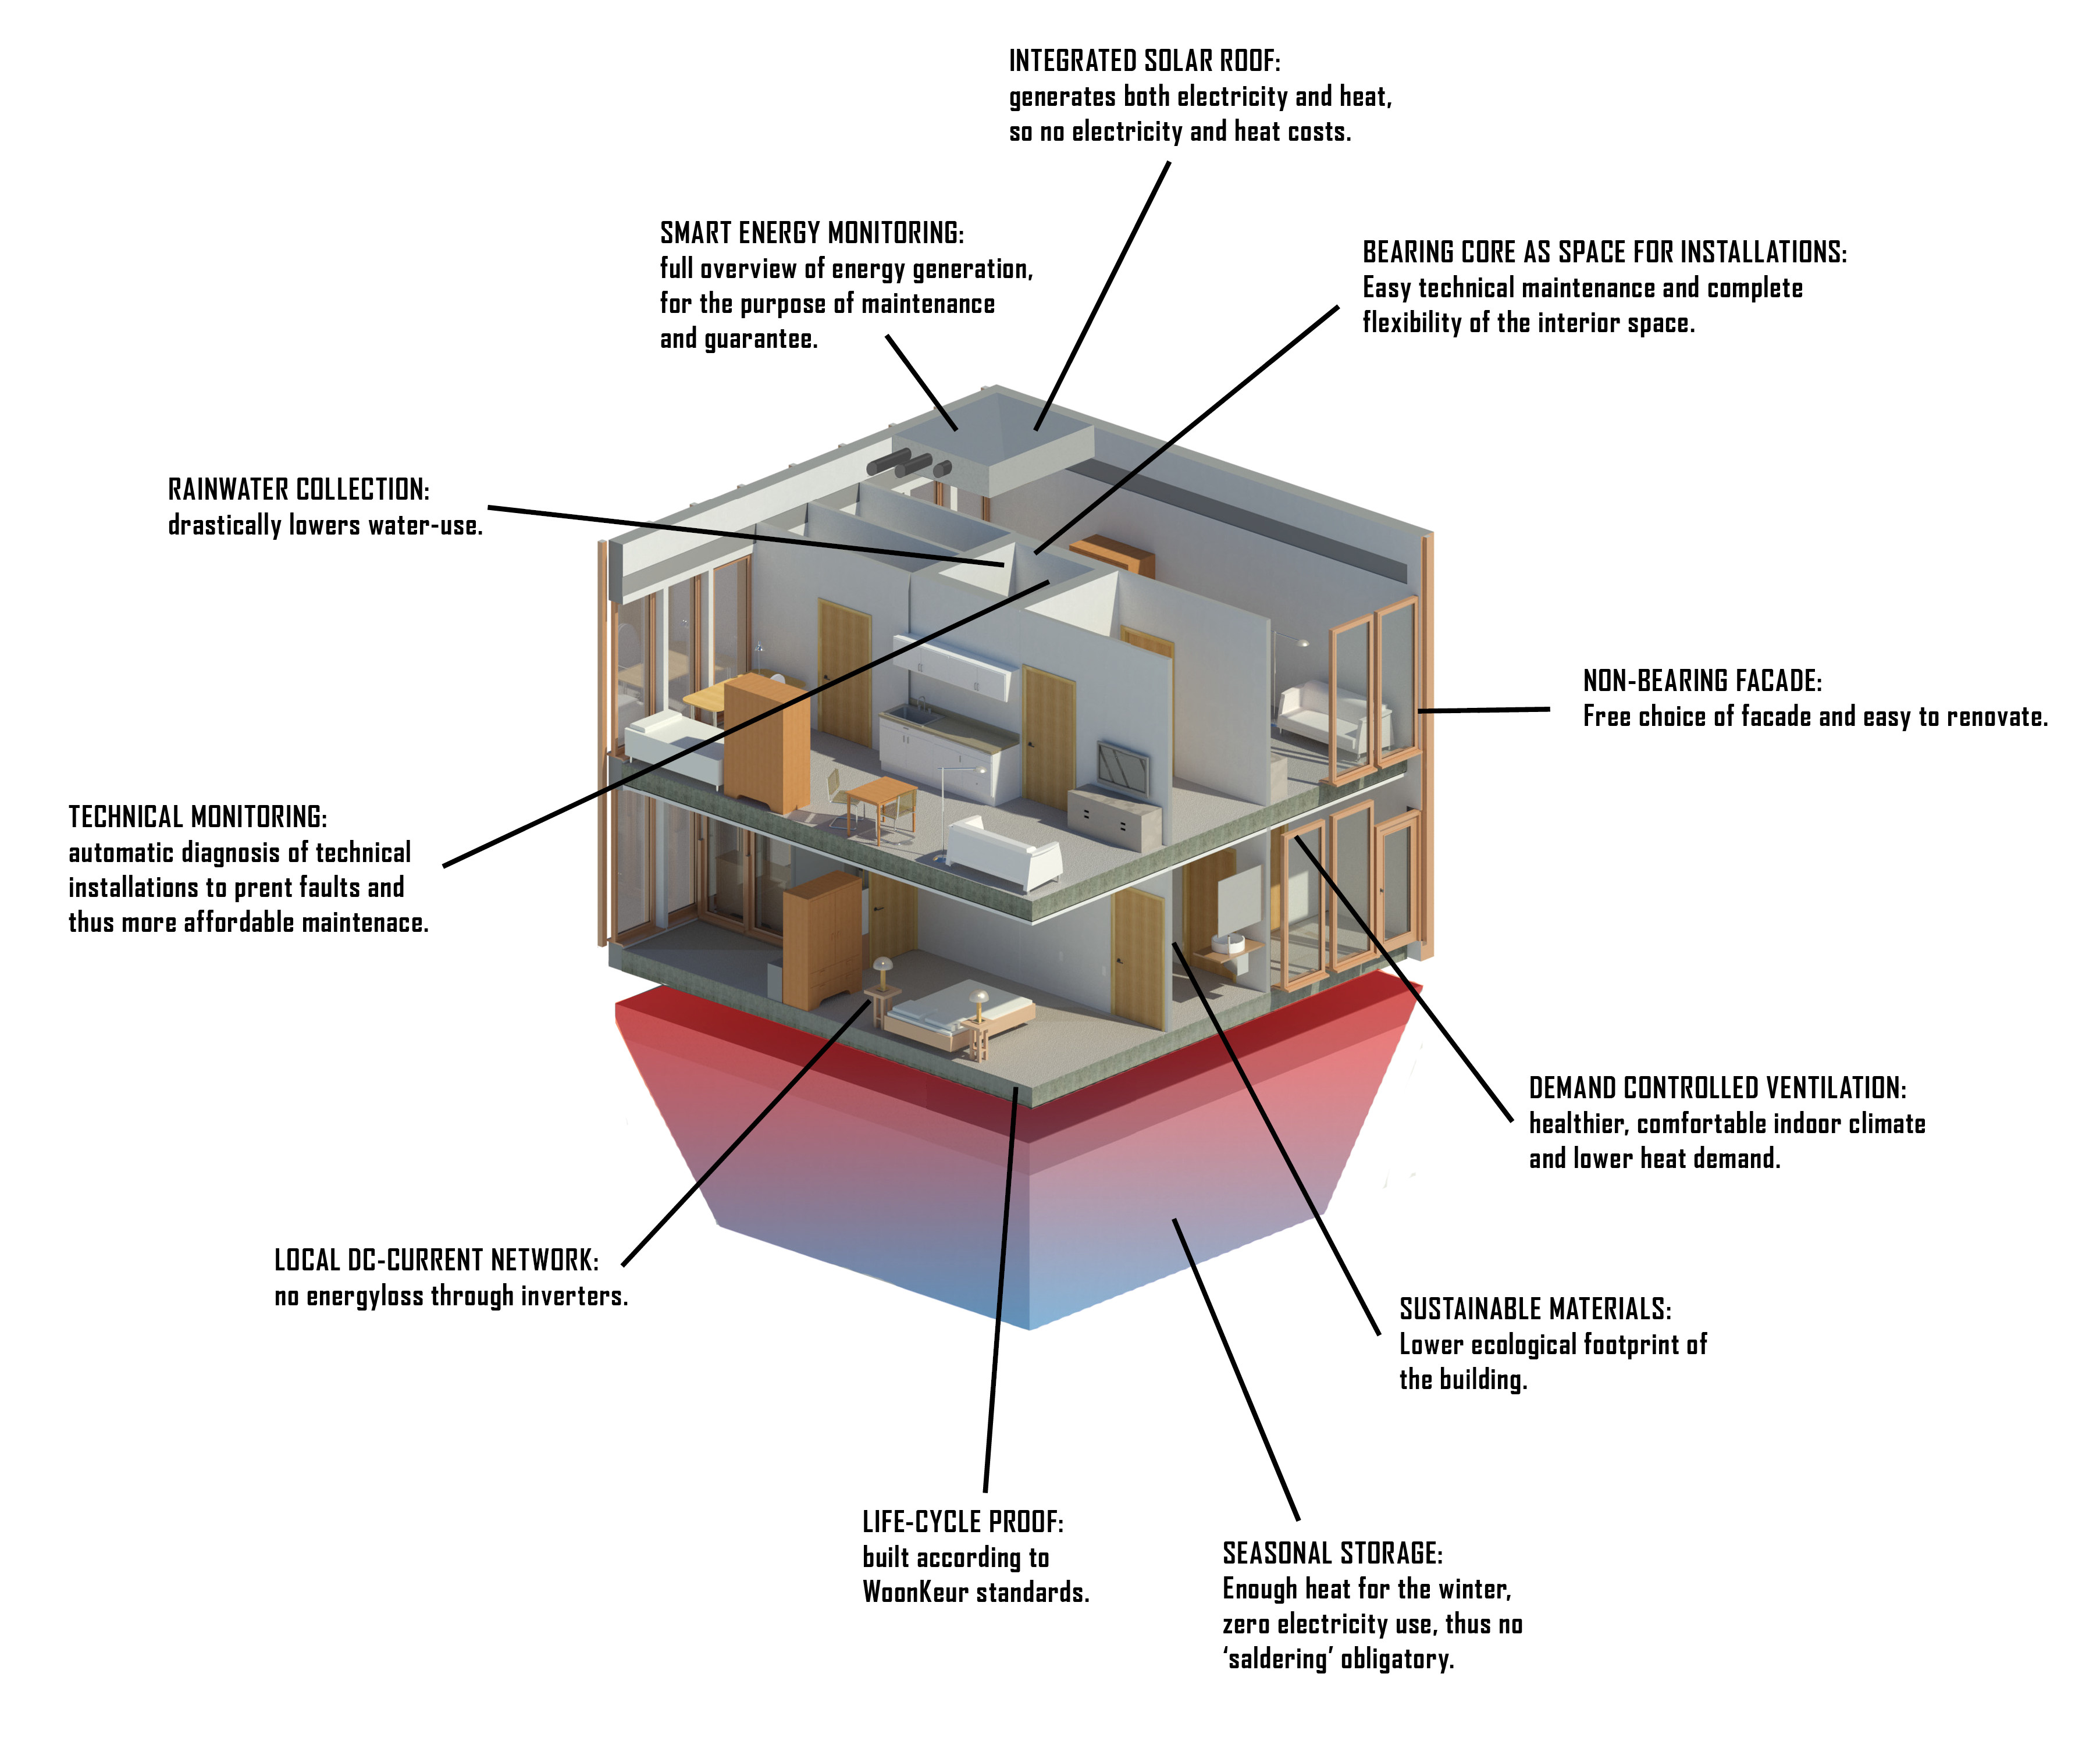 INTEGRATED SOLAR ROOF:
generates both electricity and heat,
so no electricity and heat costs.
SMART ENERGY MONITORING:
full overview of energy generation,
for the purpose of maintenance
and guarantee.
BEARING CORE AS SPACE FOR INSTALLATIONS:
Easy technical maintenance and complete
flexibility of the interior space.
RAINWATER COLLECTION:
drastically lowers water-use.
NON-BEARING FACADE:
Free choice of facade and easy to renovate.
TECHNICAL MONITORING:
automatic diagnosis of technical
installations to prent faults and
thus more affordable maintenace.
DEMAND CONTROLLED VENTILATION:
healthier, comfortable indoor climate
and lower heat demand.
LOCAL DC-CURRENT NETWORK:
no energyloss through inverters.
SUSTAINABLE MATERIALS:
Lower ecological footprint of
the building.
LIFE-CYCLE PROOF:
built according to
WoonKeur standards.
SEASONAL STORAGE:
Enough heat for the winter,
zero electricity use, thus no
‘saldering’ obligatory.